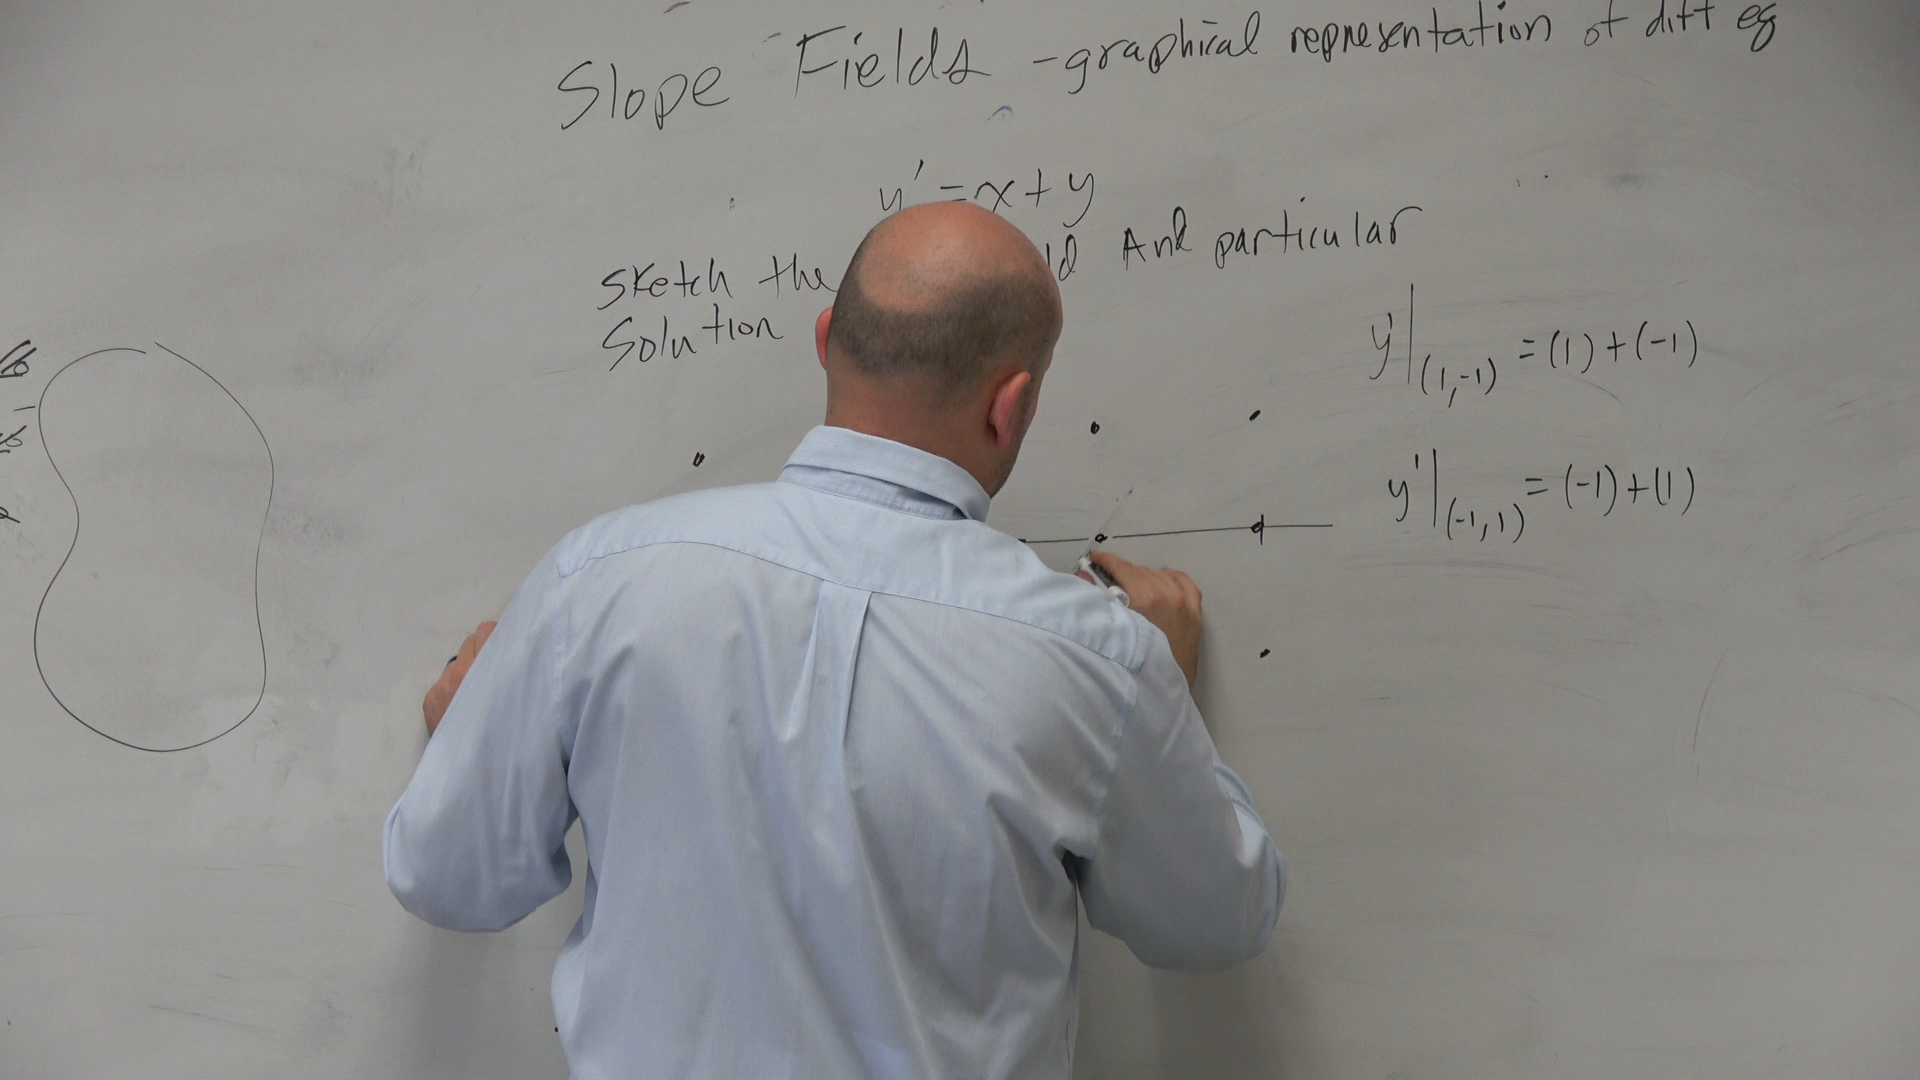 Slope Fields - graphical representation of diff eq
y' = x + y
Sketch the ld And particular
Solution
y'|(1,-1) = (1) + (-1)
y'|(-1,1) = (-1) + (1)